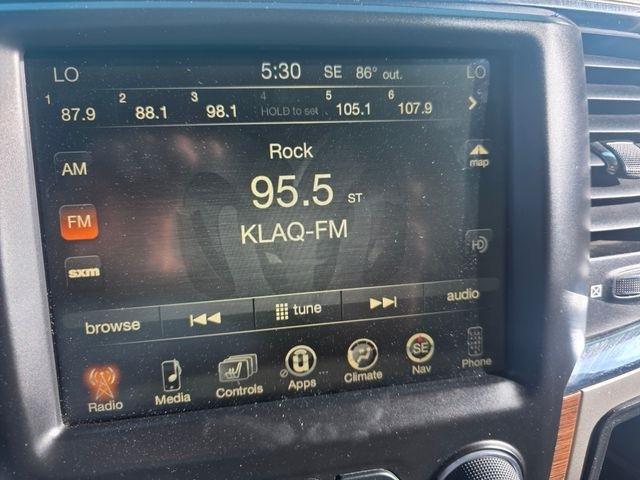 LO 5:30 SE 86° out. LO
1 87.9 2 88.1 3 98.1 4 HOLD to set 5 105.1 6 107.9
Rock
AM
map
95.5 ST
FM
KLAQ-FM
HD
sxm
browse tune audio
Radio Media Controls Apps Climate SE Nav Phone